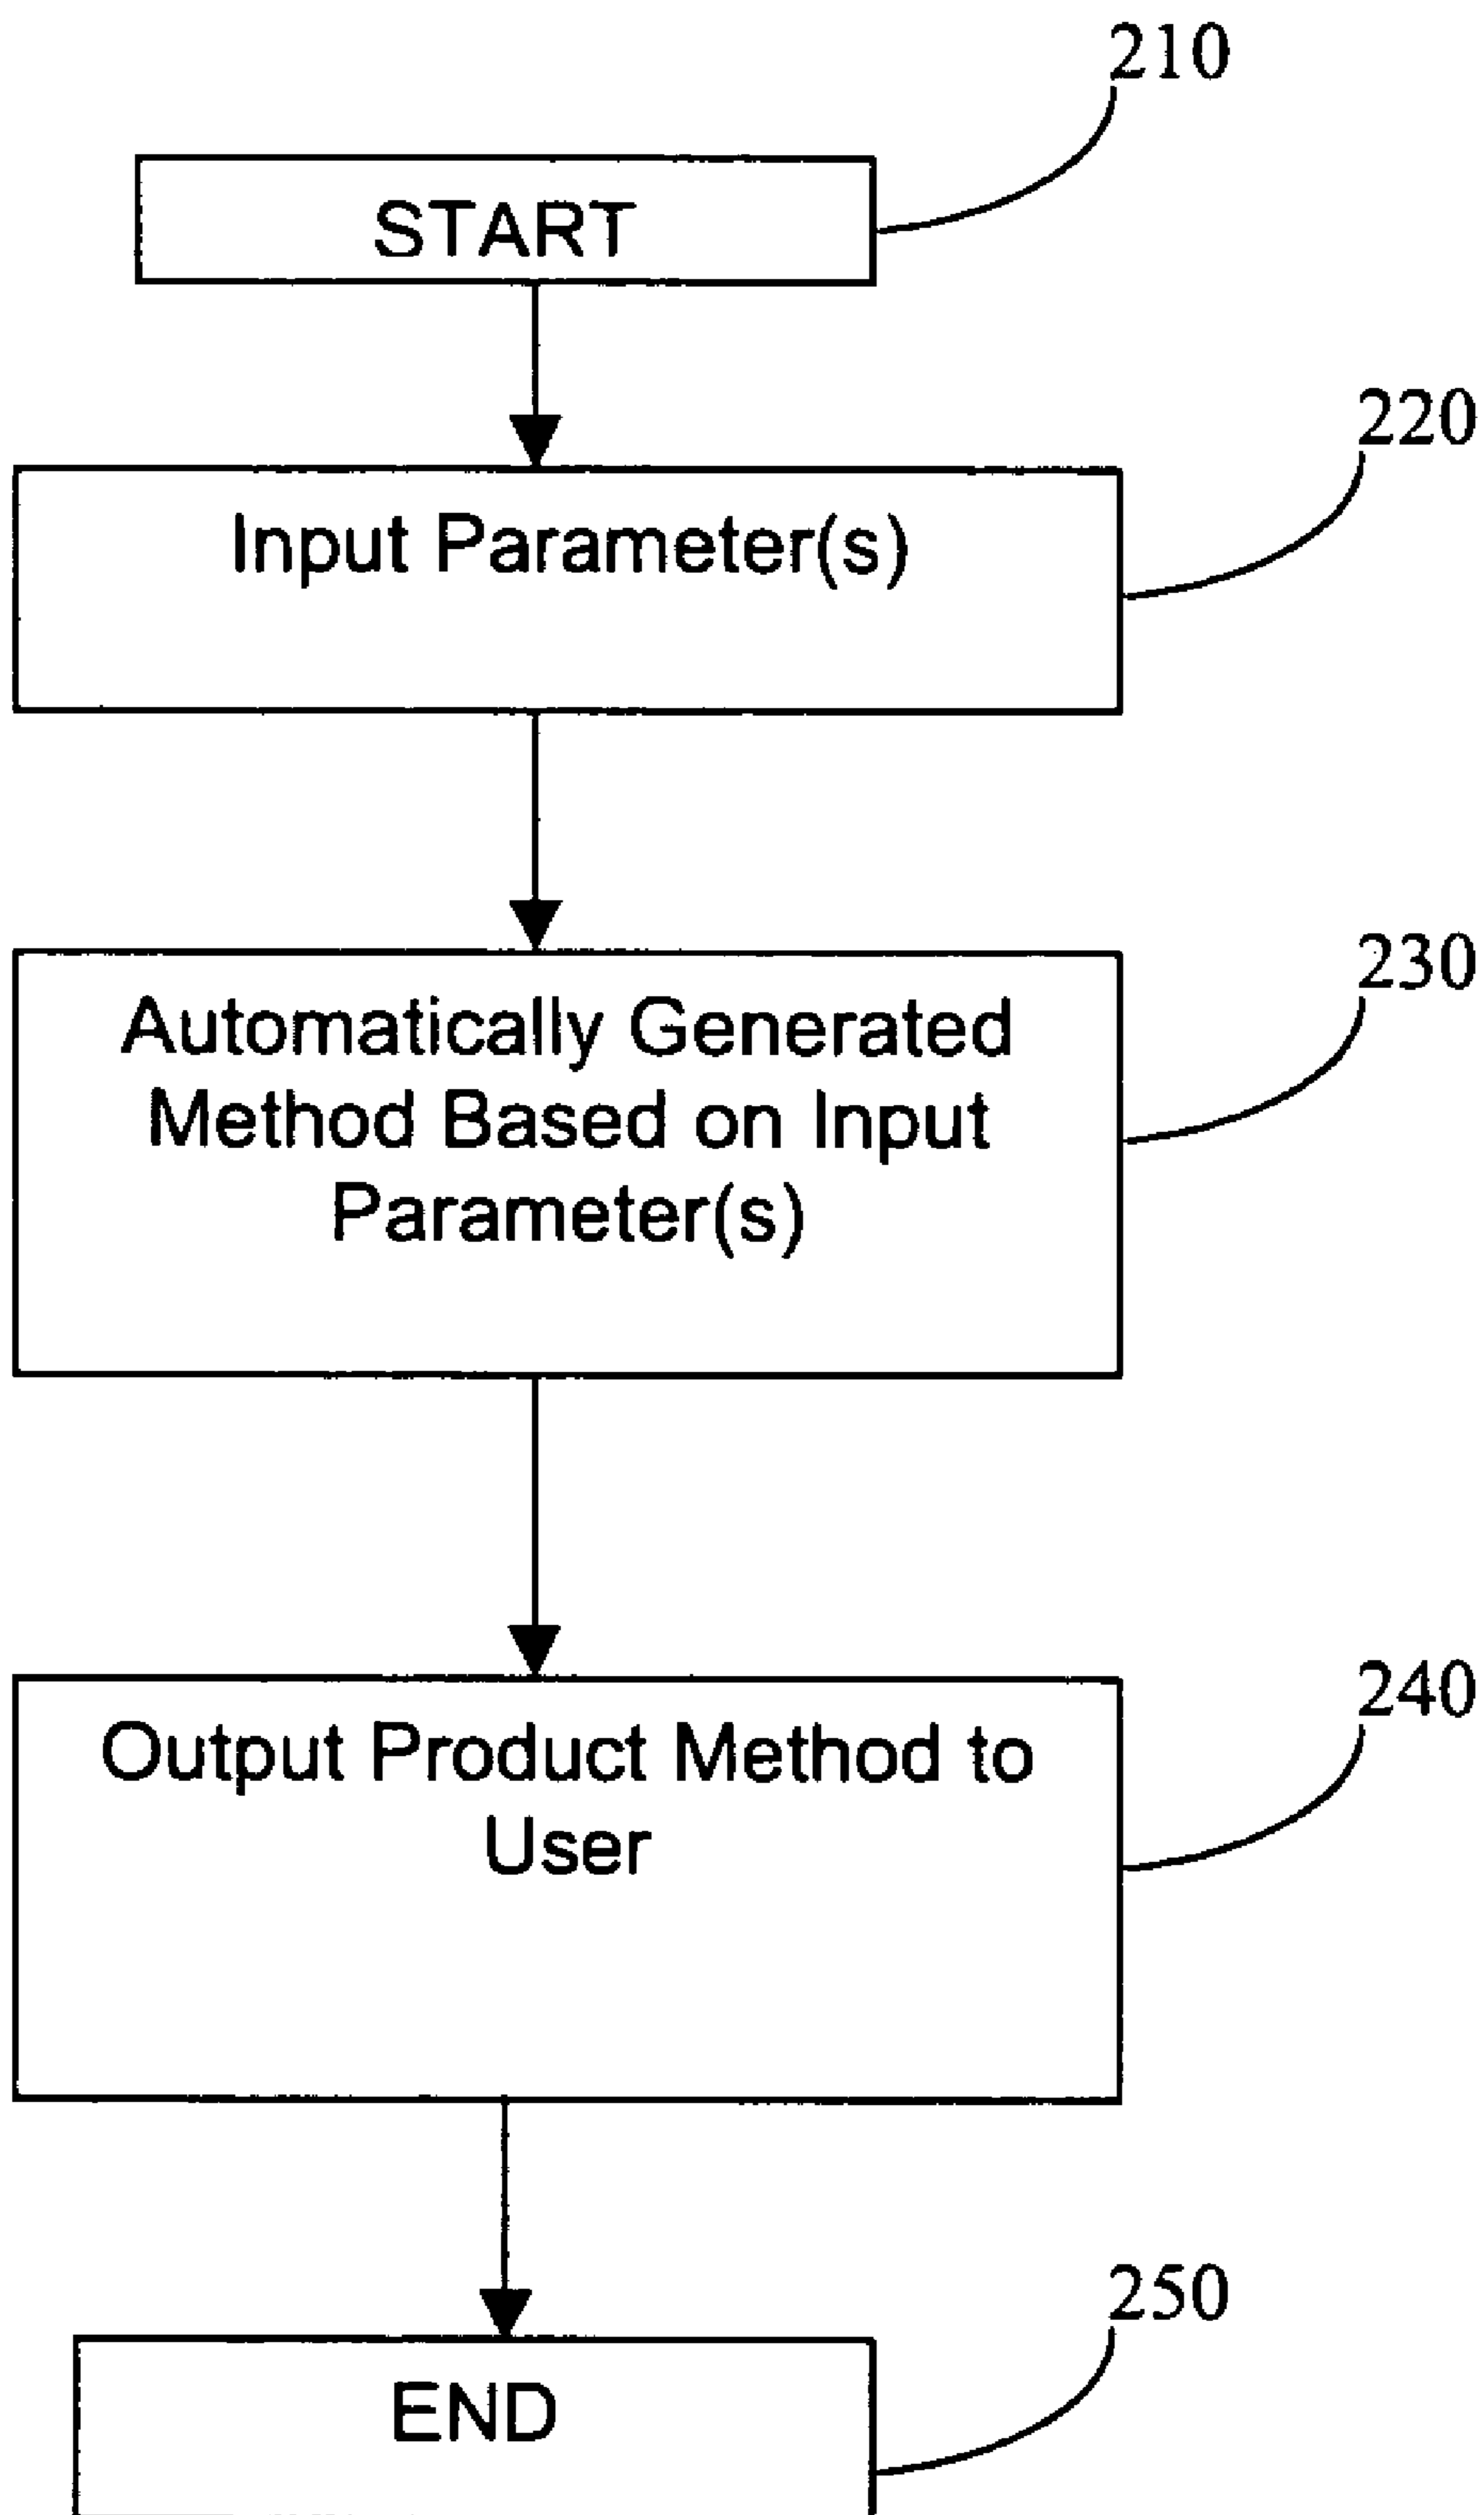 210
START
220
Input Parameter(s)
230
Automatically Generated
Method Based on Input
Parameter(s)
240
Output Product Method to
User
250
END